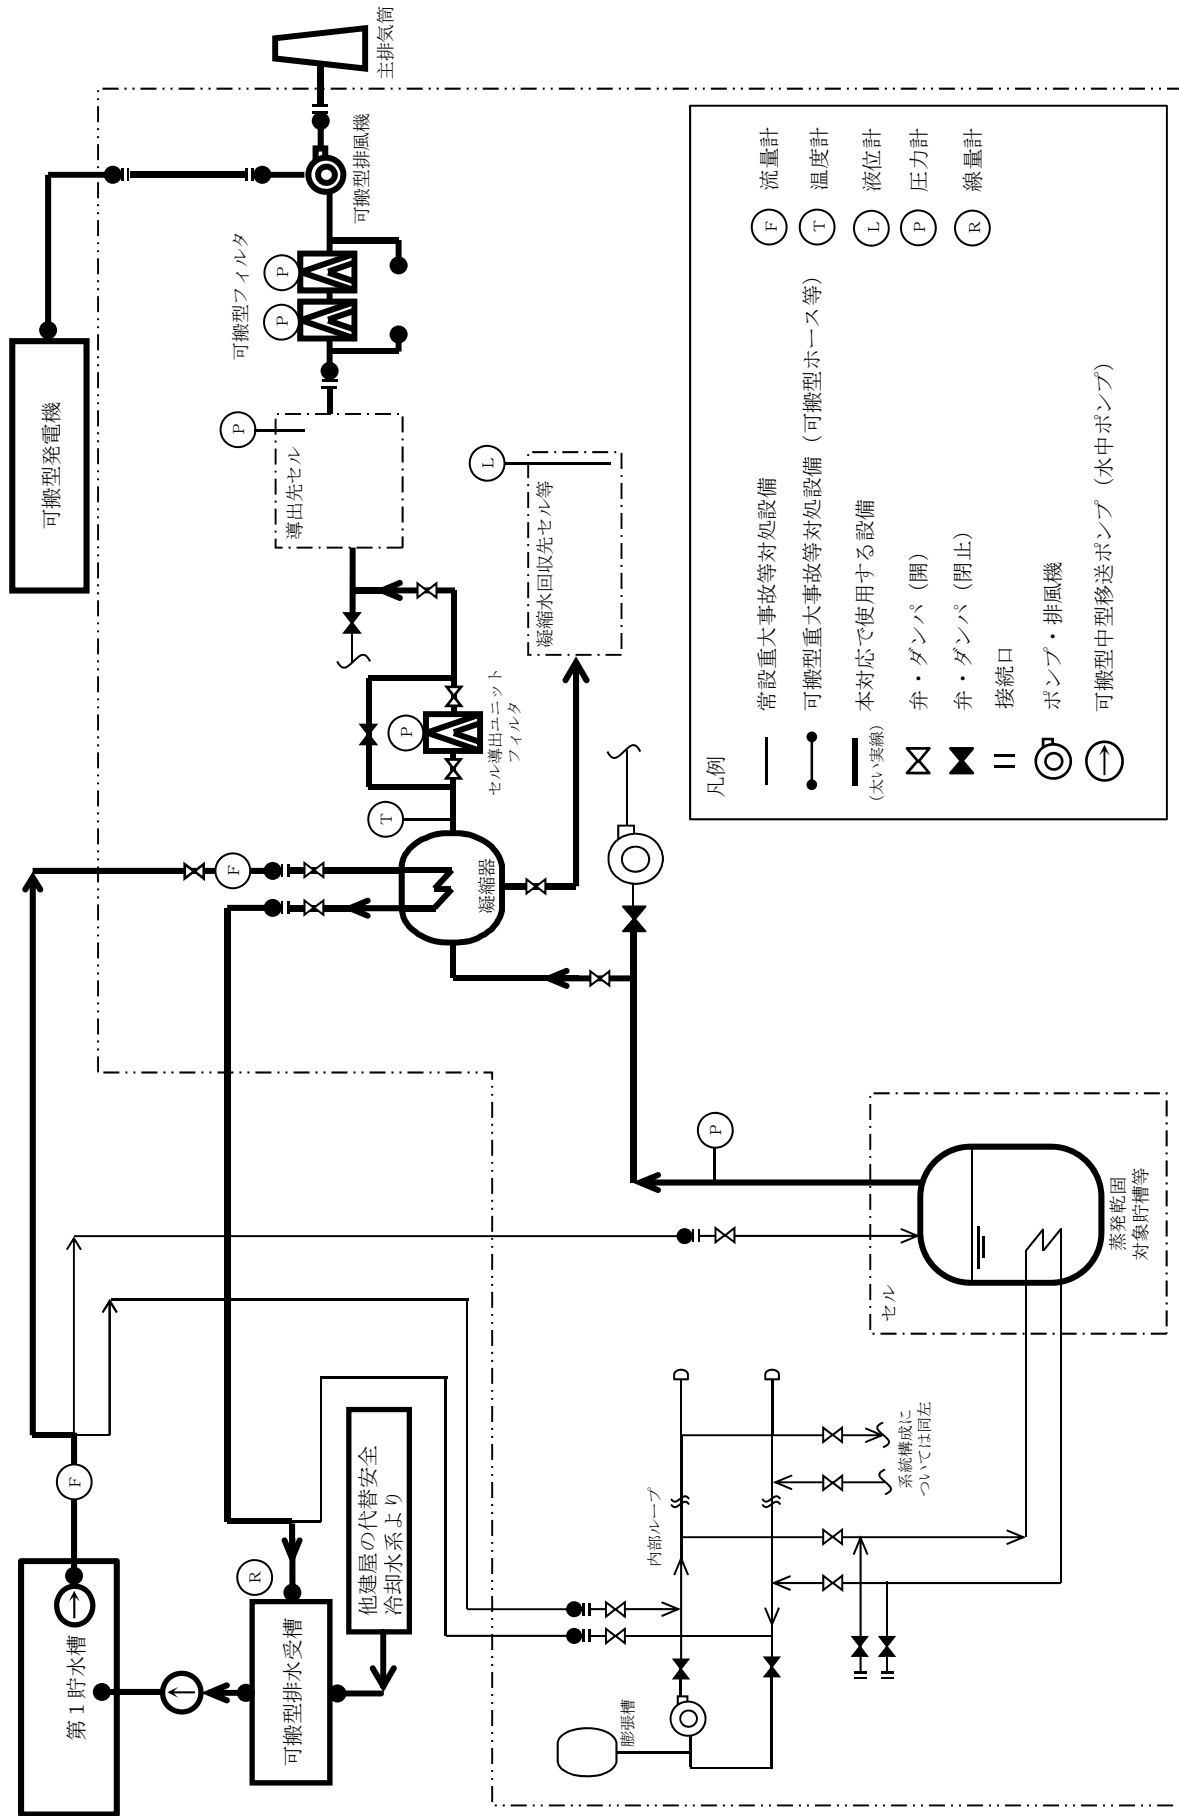 主排気筒
可搬型排風機
可搬型フィルタ
P
P
可搬型発電機
P
導出先セル
L
凝縮水回収先セル等
P
セル導出ユニット
フィルタ
T
F
凝縮器
P
F
第1貯水槽
R
可搬型排水受槽
他建屋の代替安全
冷却水系より
内部ループ
膨張槽
系統構成に
ついては同左
セル
蒸発乾固
対象貯槽等
凡例
常設重大事故等対処設備
可搬型重大事故等対処設備（可搬型ホース等）
(太い実線)
本対応で使用する設備
弁・ダンパ（開）
弁・ダンパ（閉止）
接続口
ポンプ・排風機
可搬型中型移送ポンプ（水中ポンプ）
F 流量計
T 温度計
L 液位計
P 圧力計
R 線量計